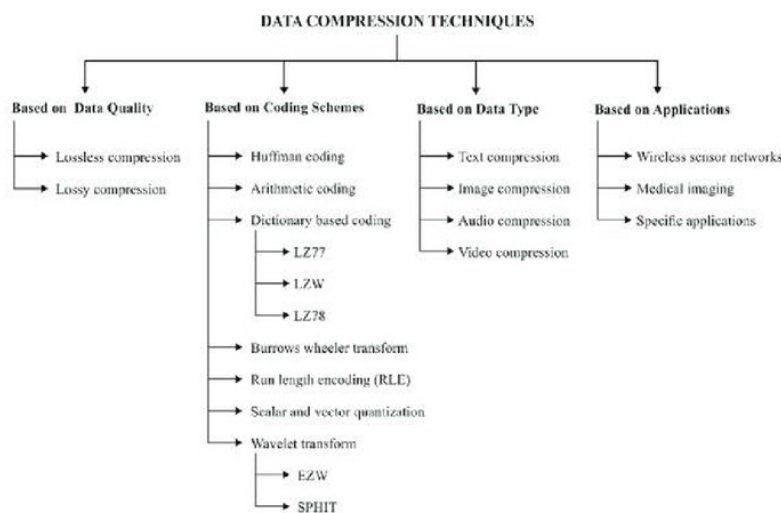 DATA COMPRESSION TECHNIQUES
Based on Data Quality
Lossless compression
Lossy compression
Based on Coding Schemes
Huffman coding
Arithmetic coding
Dictionary based coding
LZ77
LZW
LZ78
Burrows wheeler transform
Run length encoding (RLE)
Scalar and vector quantization
Wavelet transform
EZW
SPHIT
Based on Data Type
Text compression
Image compression
Audio compression
Video compression
Based on Applications
Wireless sensor networks
Medical imaging
Specific applications